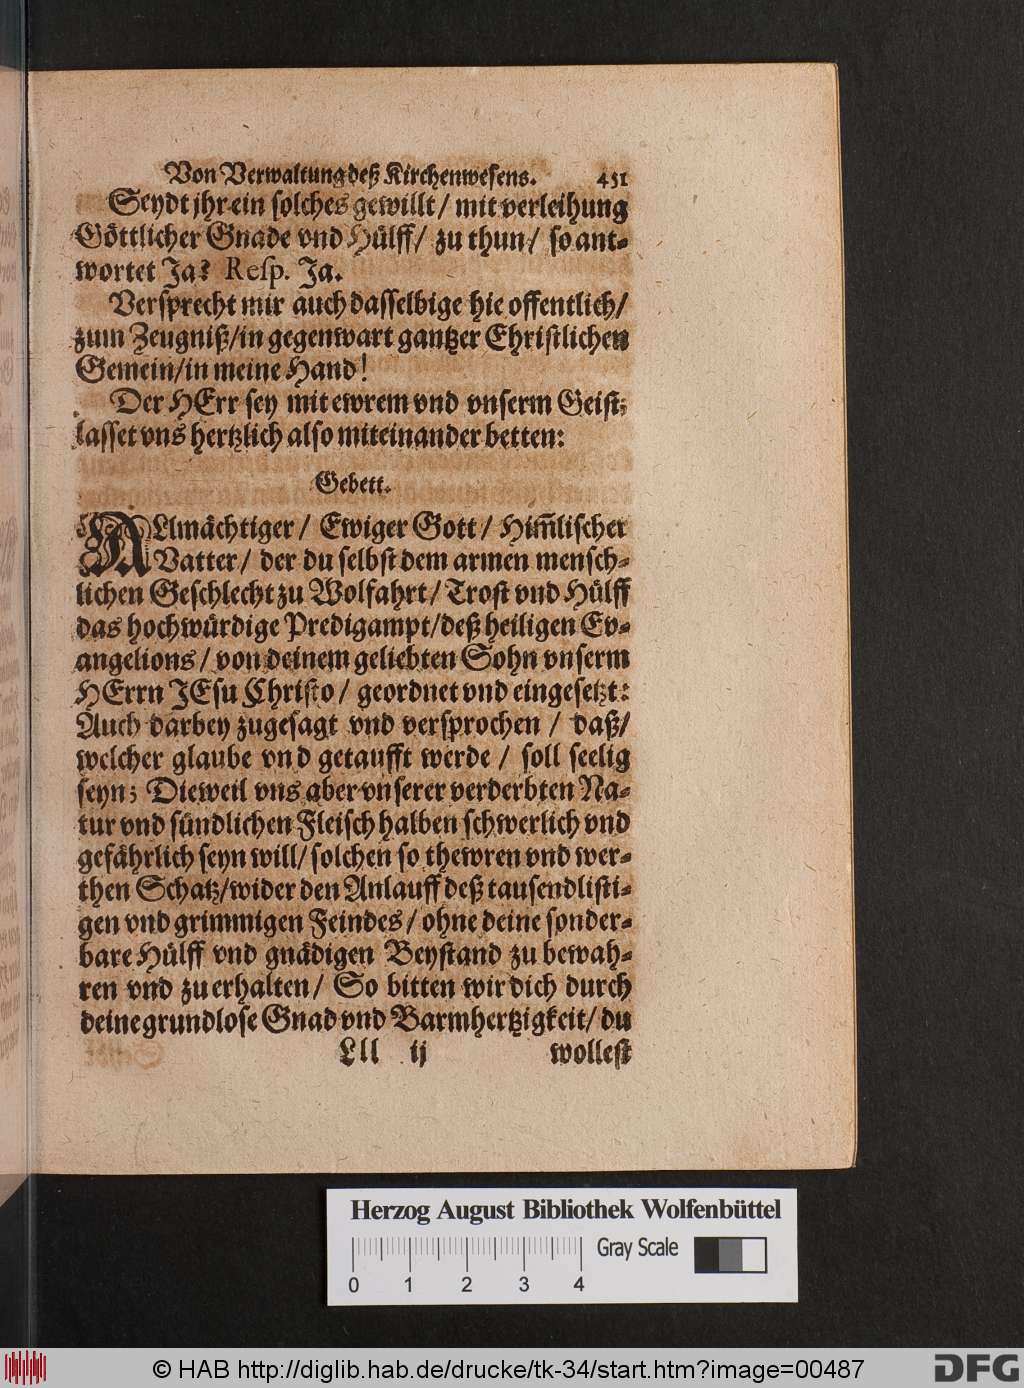 Von Verwaltung deß Kirchenwesens. 451
Seydt jhr ein solches gewillt / mit verleihung
Göttlicher Gnade vnd Hülff / zu thun / so ant-
wortet Ja? Resp. Ja.
Versprecht mir auch dasselbige hie offentlich /
zum Zeugniß / in gegenwart gantzer Christlichen
Gemein / in meine Hand!
Der HErr sey mit ewrem vnd vnserm Geist;
lasset vns hertzlich also miteinander betten:
Gebett.
ALlmächtiger / Ewiger Gott / Him̃lischer
Vatter / der du selbst dem armen mensch-
lichen Geschlecht zu Wolfahrt / Trost vnd Hülff
das hochwürdige Predigampt / deß heiligen Ev-
angelions / von deinem geliebten Sohn vnserm
HErrn JEsu Christo / geordnet vnd eingesetzt:
Auch darbey zugesagt vnd versprochen / daß /
welcher glaube vnd getaufft werde / soll seelig
seyn; Dieweil vns aber vnserer verderbten Na-
tur vnd sündlichen Fleisch halben schwerlich vnd
gefährlich seyn will / solchen so thewren vnd wer-
then Schatz / wider den Anlauff deß tausendlisti-
gen vnd grimmigen Feindes / ohne deine sonder-
bare Hülff vnd gnädigen Beystand zu bewah-
ren vnd zu erhalten / So bitten wir dich durch
deine grundlose Gnad vnd Barmhertzigkeit / du
Lll ij wollest
Herzog August Bibliothek Wolfenbüttel
Gray Scale
0 1 2 3 4
© HAB http://diglib.hab.de/drucke/tk-34/start.htm?image=00487
DFG